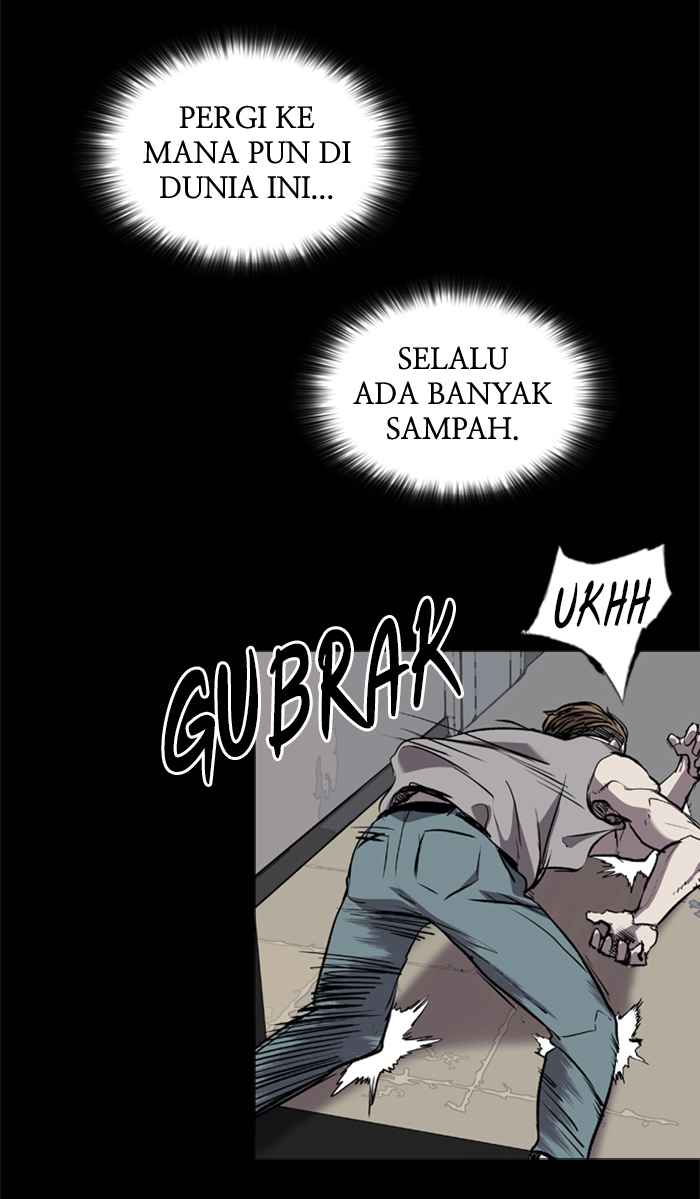 PERGI KE
MANA PUN DI
DUNIA INI...
SELALU
ADA BANYAK
SAMPAH.
UKHH
GUBRAK